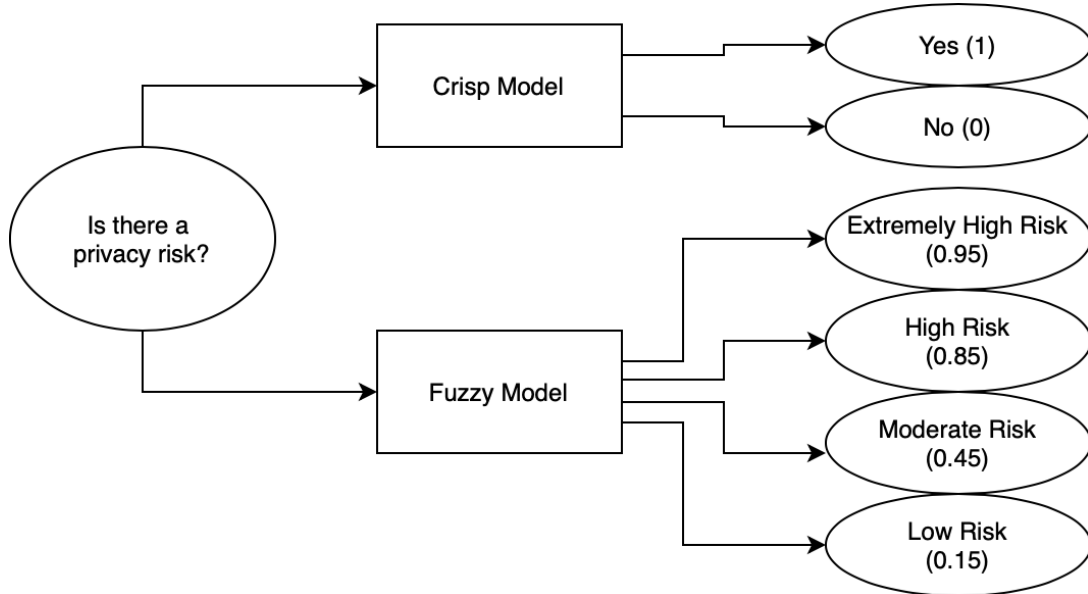 Crisp Model
Yes (1)
No (0)
Is there a
privacy risk?
Fuzzy Model
Extremely High Risk
(0.95)
High Risk
(0.85)
Moderate Risk
(0.45)
Low Risk
(0.15)